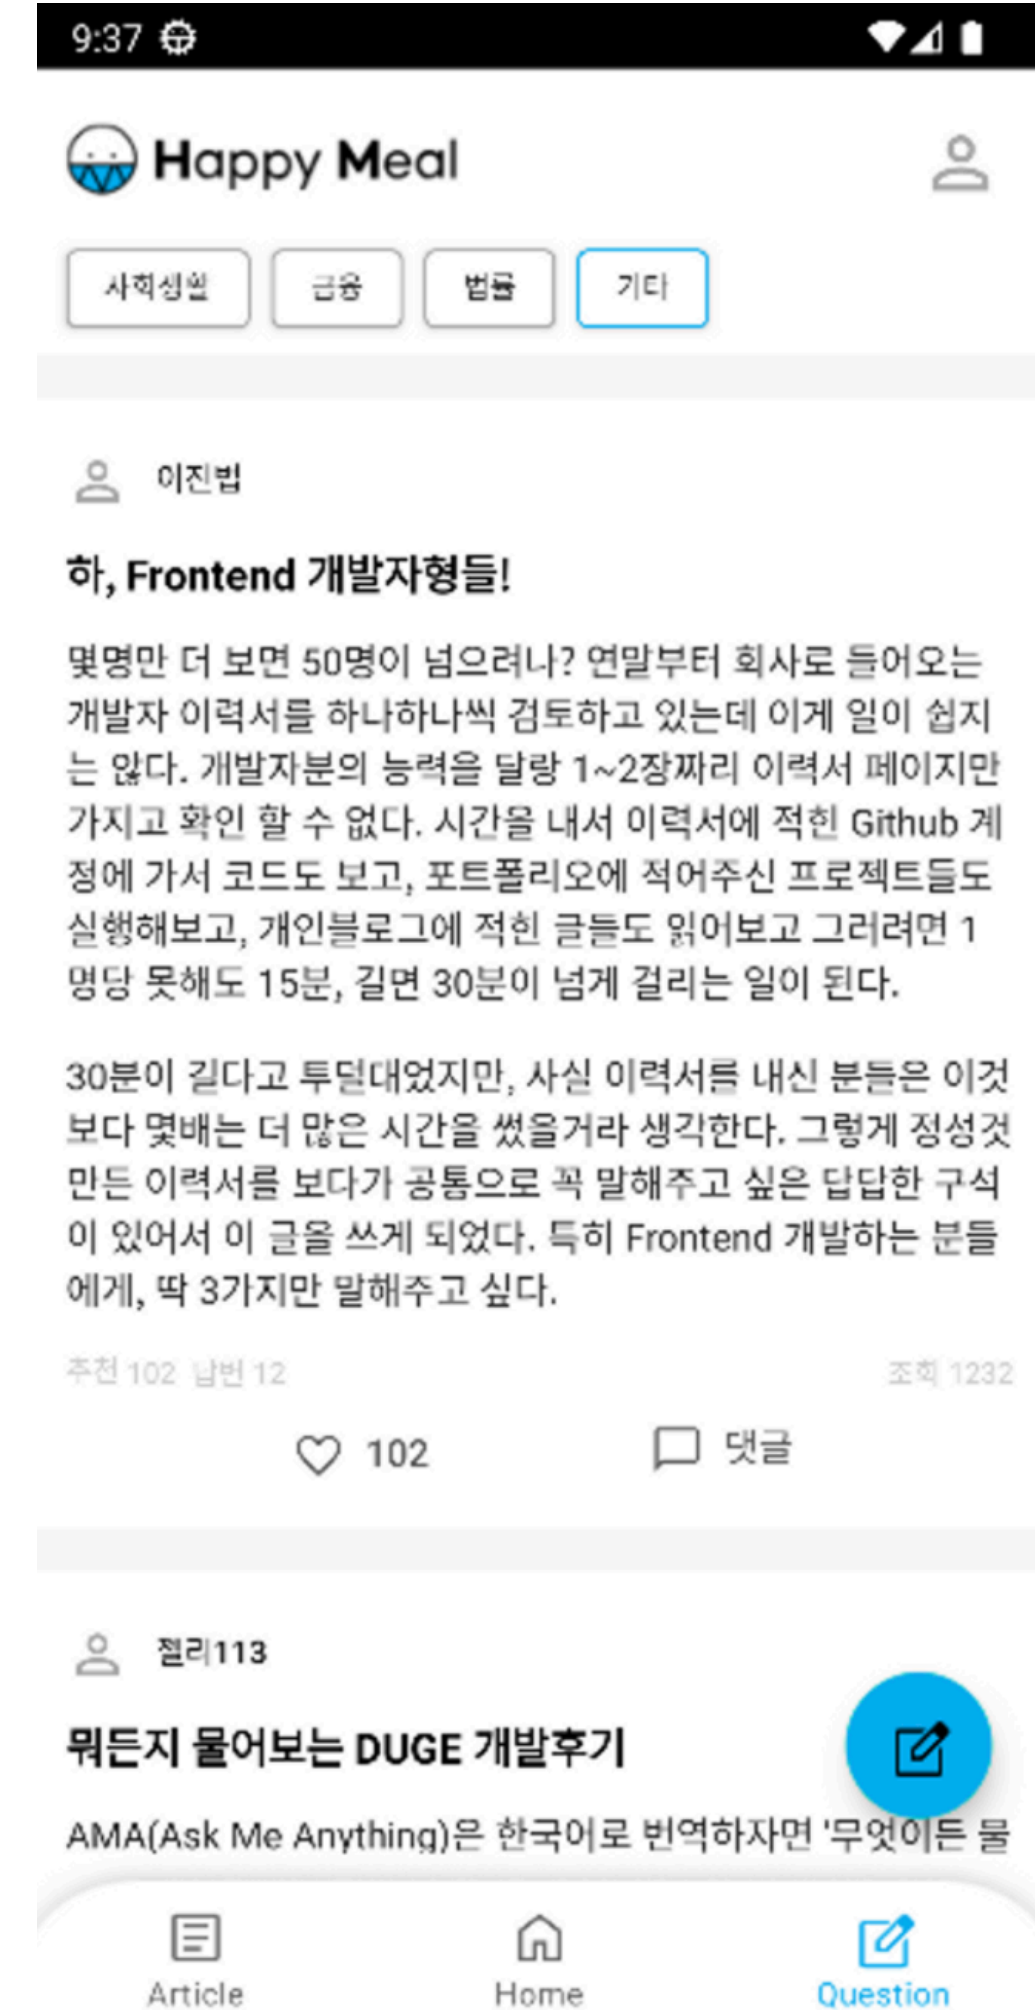 9:37
Happy Meal
사회생활 금융 법률 기타
이진법
하, Frontend 개발자형들!
몇명만 더 보면 50명이 넘으려나? 연말부터 회사로 들어오는
개발자 이력서를 하나하나씩 검토하고 있는데 이게 일이 쉽지
는 않다. 개발자분의 능력을 달랑 1~2장짜리 이력서 페이지만
가지고 확인 할 수 없다. 시간을 내서 이력서에 적힌 Github 계
정에 가서 코드도 보고, 포트폴리오에 적어주신 프로젝트들도
실행해보고, 개인블로그에 적힌 글들도 읽어보고 그러려면 1
명당 못해도 15분, 길면 30분이 넘게 걸리는 일이 된다.
30분이 길다고 투덜대었지만, 사실 이력서를 내신 분들은 이것
보다 몇배는 더 많은 시간을 썼을거라 생각한다. 그렇게 정성것
만든 이력서를 보다가 공통으로 꼭 말해주고 싶은 답답한 구석
이 있어서 이 글을 쓰게 되었다. 특히 Frontend 개발하는 분들
에게, 딱 3가지만 말해주고 싶다.
추천 102 답변 12 조회 1232
102 댓글
젤리113
뭐든지 물어보는 DUGE 개발후기
AMA(Ask Me Anything)은 한국어로 번역하자면 '무엇이든 물
Article Home Question